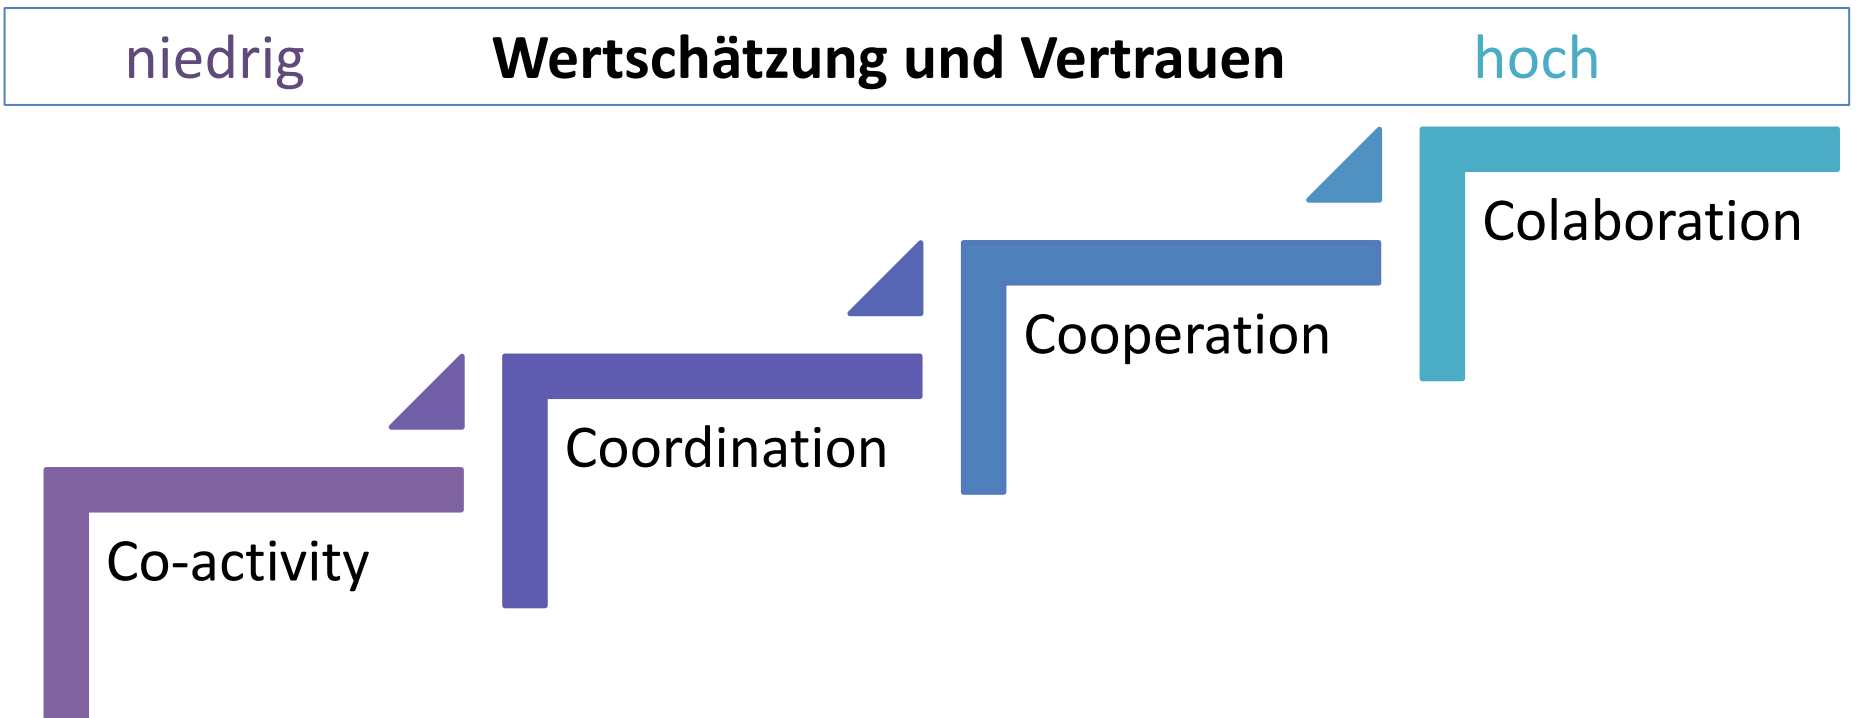 niedrig Wertschätzung und Vertrauen hoch
Colaboration
Cooperation
Coordination
Co-activity